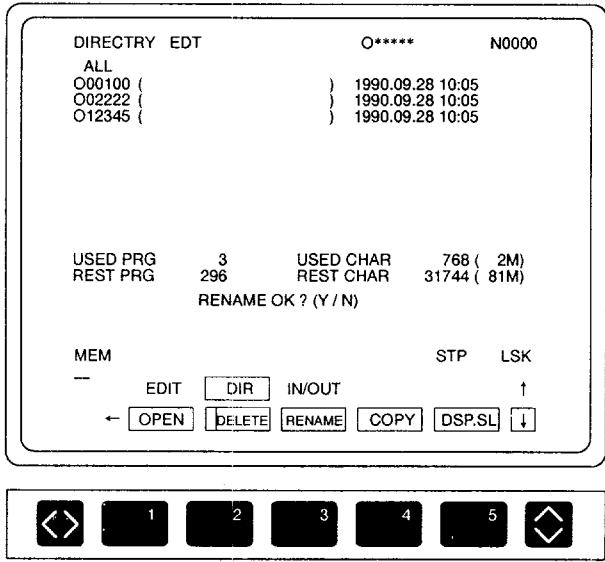 DIRECTRY EDT O***** N0000
ALL
O00100 ( ) 1990.09.28 10:05
O02222 ( ) 1990.09.28 10:05
O12345 ( ) 1990.09.28 10:05
USED PRG 3 USED CHAR 768 ( 2M)
REST PRG 296 REST CHAR 31744 ( 81M)
RENAME OK ? (Y / N)
MEM STP LSK
EDIT DIR IN/OUT ↑
← OPEN DELETE RENAME COPY DSP.SL ↓
1 2 3 4 5